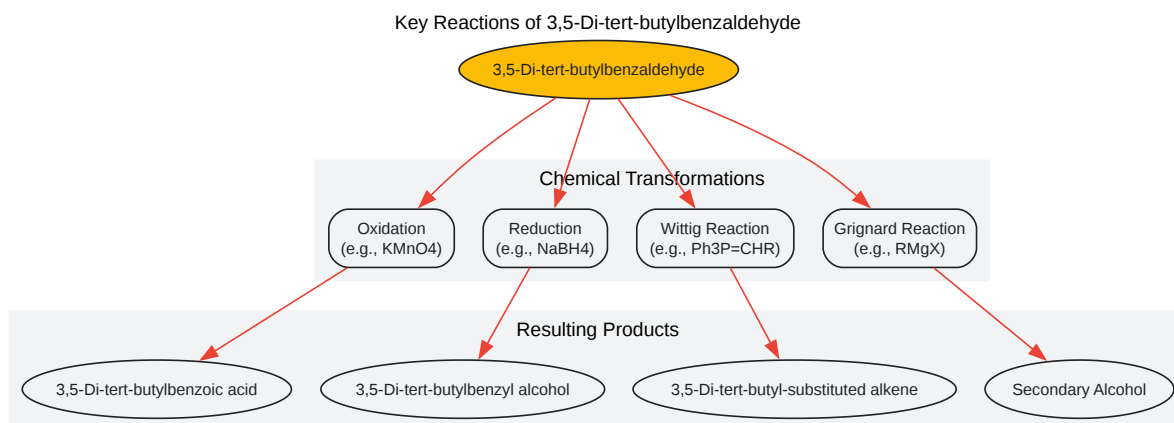 Key Reactions of 3,5-Di-tert-butylbenzaldehyde
3,5-Di-tert-butylbenzaldehyde
Chemical Transformations
Oxidation
(e.g., KMnO4)
Reduction
(e.g., NaBH4)
Wittig Reaction
(e.g., Ph3P=CHR)
Grignard Reaction
(e.g., RMgX)
Resulting Products
3,5-Di-tert-butylbenzoic acid
3,5-Di-tert-butylbenzyl alcohol
3,5-Di-tert-butyl-substituted alkene
Secondary Alcohol